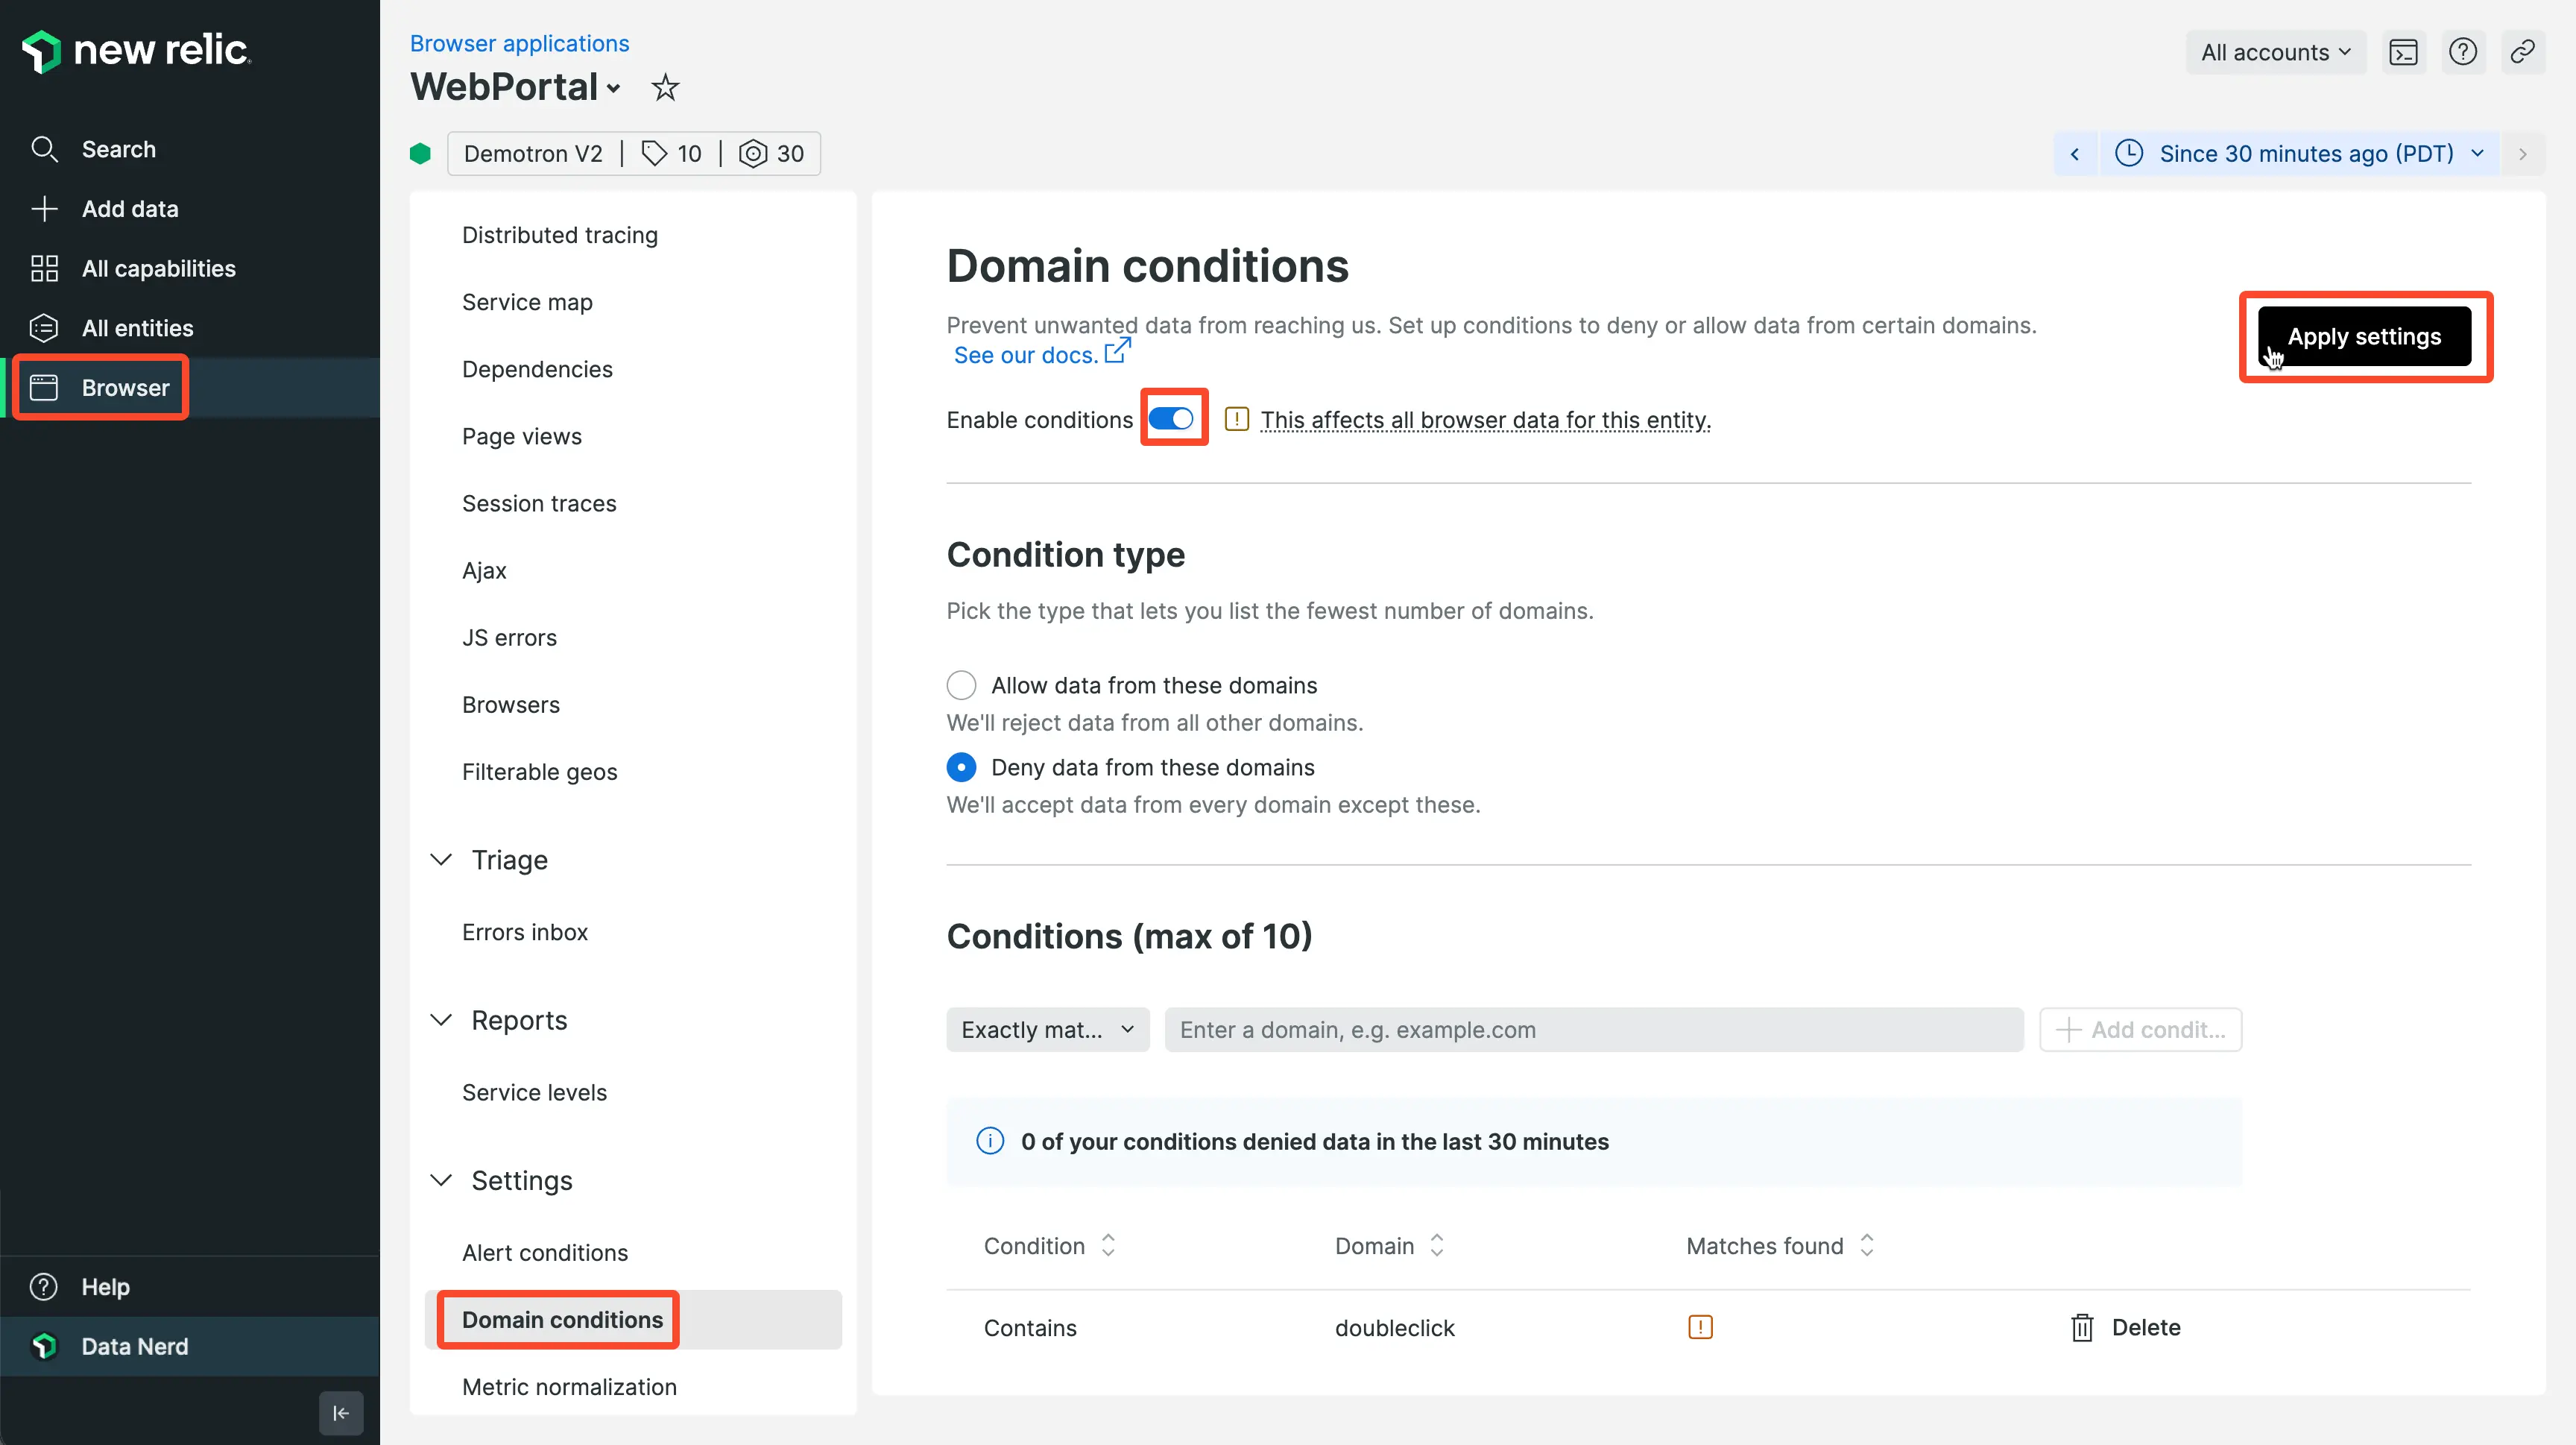 new relic
Search
Add data
All capabilities
All entities
Browser
Help
Data Nerd
Browser applications
WebPortal
All accounts
Demotron V2 | 10 | 30
Since 30 minutes ago (PDT)
Distributed tracing
Service map
Dependencies
Page views
Session traces
Ajax
JS errors
Browsers
Filterable geos
Triage
Errors inbox
Reports
Service levels
Settings
Alert conditions
Domain conditions
Metric normalization
Domain conditions
Prevent unwanted data from reaching us. Set up conditions to deny or allow data from certain domains.
See our docs.
Apply settings
Enable conditions
This affects all browser data for this entity.
Condition type
Pick the type that lets you list the fewest number of domains.
Allow data from these domains
We'll reject data from all other domains.
Deny data from these domains
We'll accept data from every domain except these.
Conditions (max of 10)
Exactly mat... Enter a domain, e.g. example.com Add condit...
0 of your conditions denied data in the last 30 minutes
Condition Domain Matches found
Contains doubleclick Delete